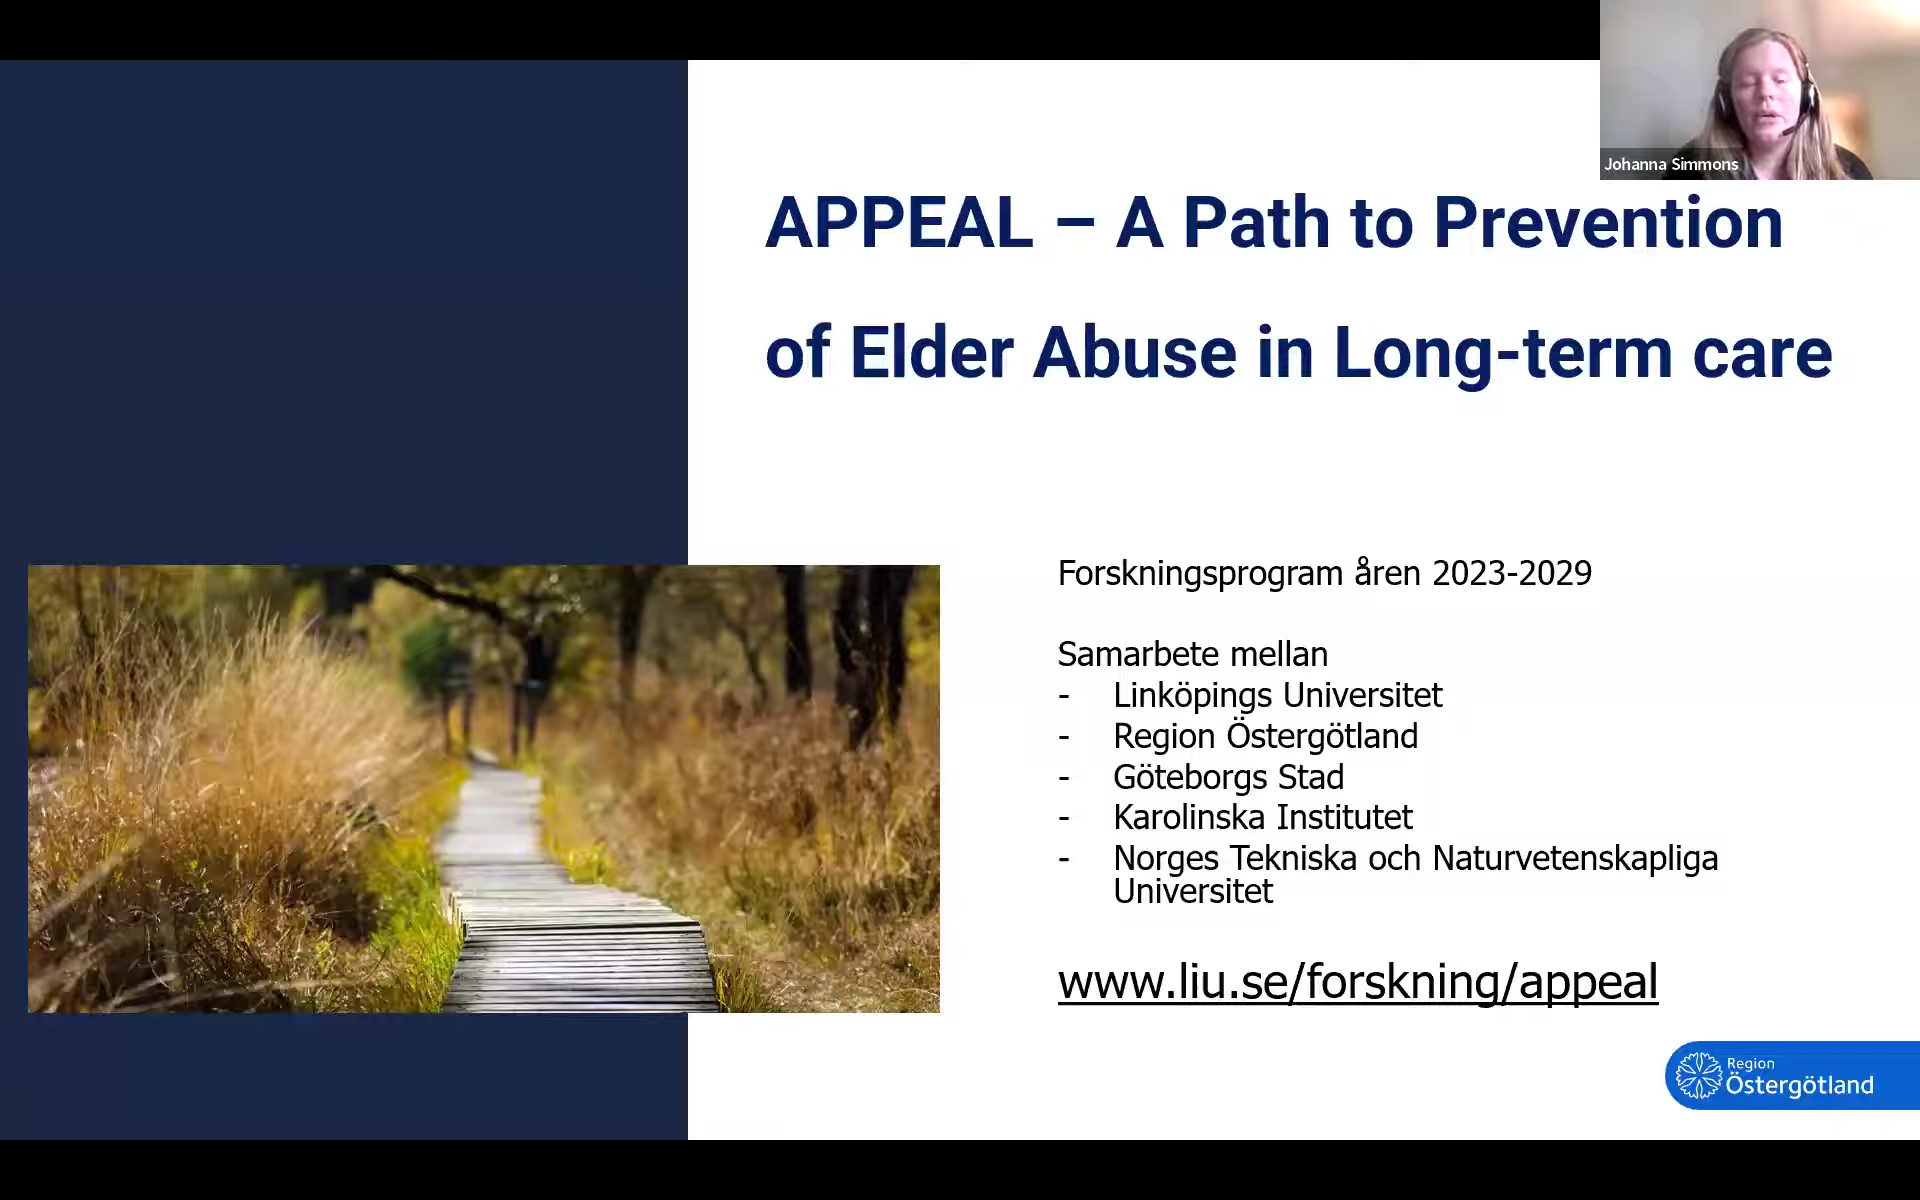 Johanna Simmons
APPEAL – A Path to Prevention
of Elder Abuse in Long-term care
Forskningsprogram åren 2023-2029
Samarbete mellan
- Linköpings Universitet
- Region Östergötland
- Göteborgs Stad
- Karolinska Institutet
- Norges Tekniska och Naturvetenskapliga
Universitet
www.liu.se/forskning/appeal
Region
Östergötland